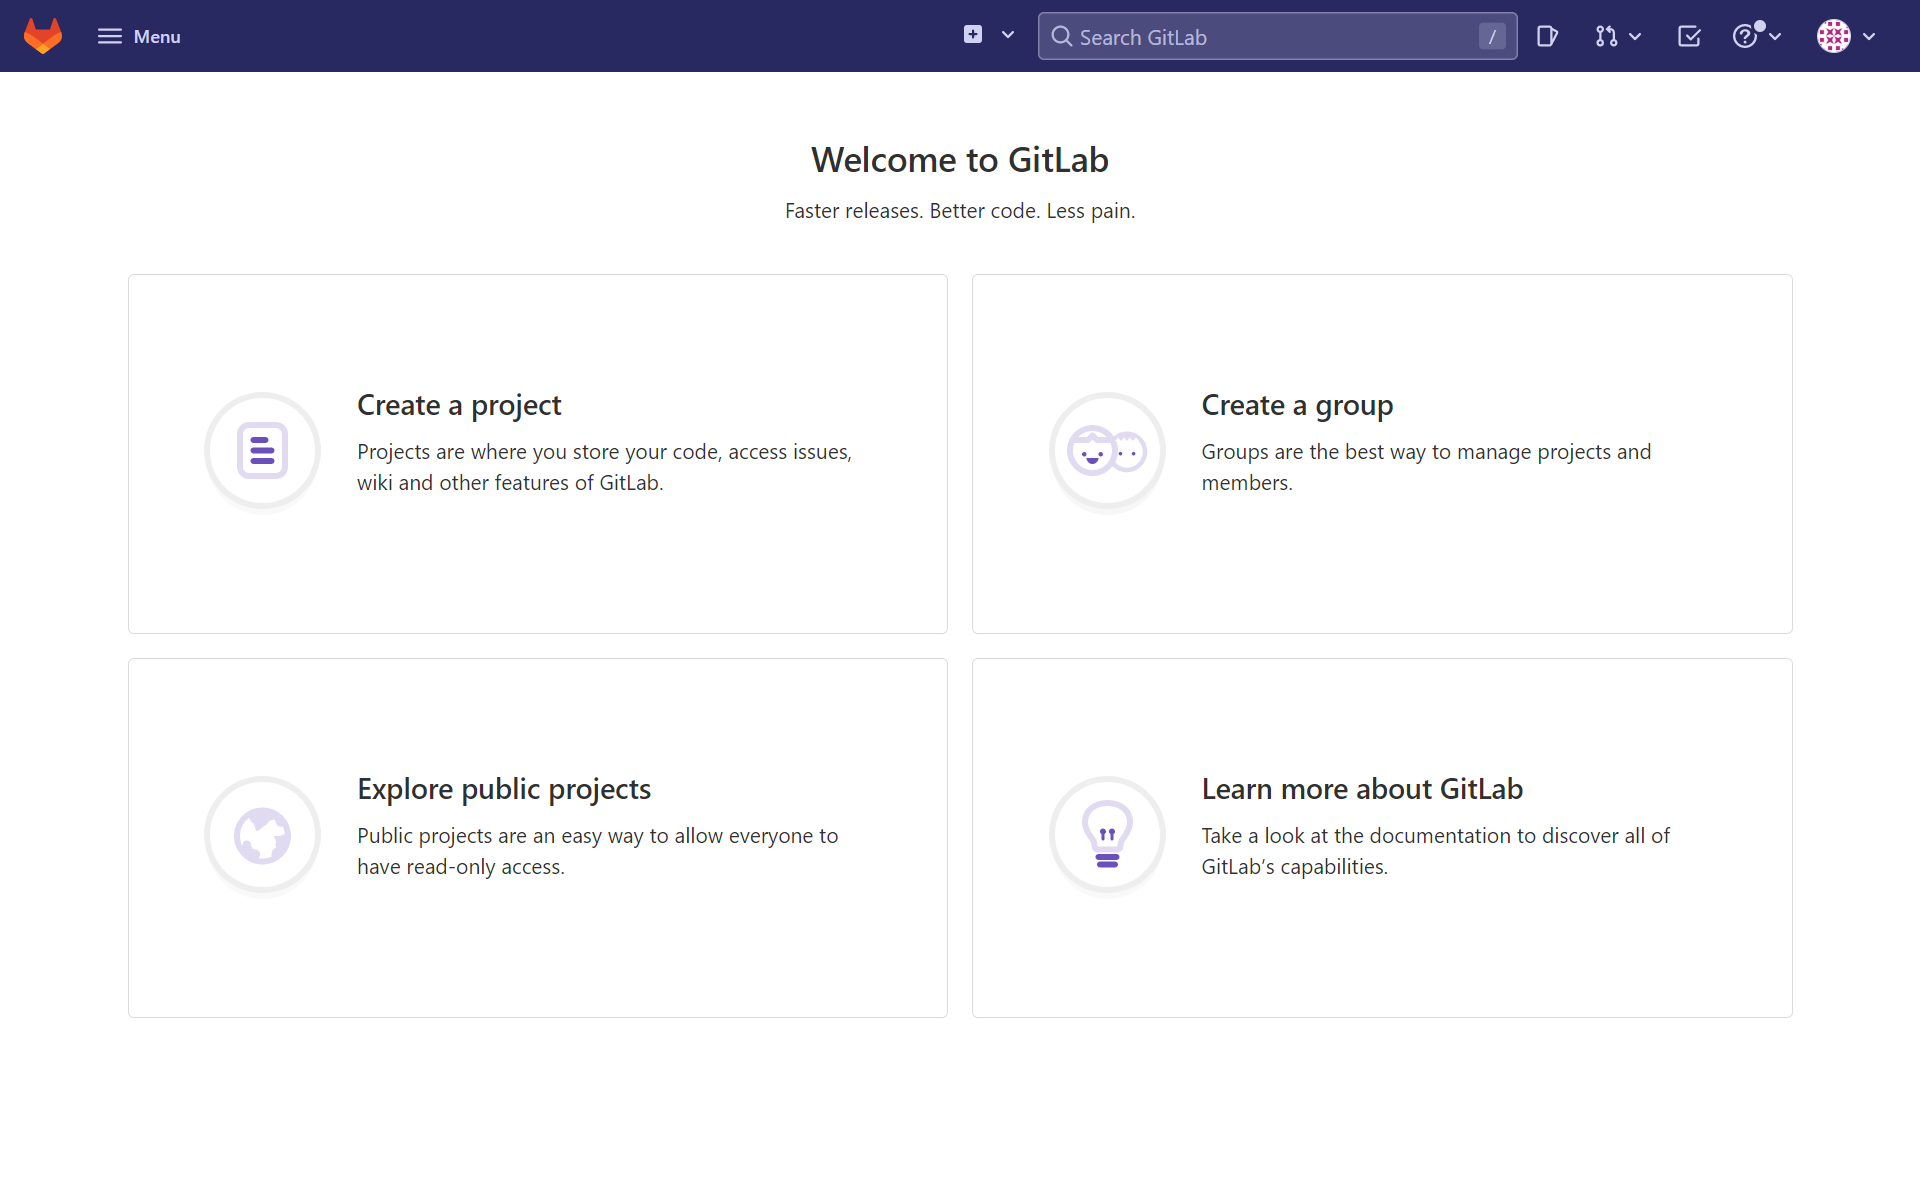 Menu
Search GitLab
/
Welcome to GitLab
Faster releases. Better code. Less pain.
Create a project
Projects are where you store your code, access issues,
wiki and other features of GitLab.
Create a group
Groups are the best way to manage projects and
members.
Explore public projects
Public projects are an easy way to allow everyone to
have read-only access.
Learn more about GitLab
Take a look at the documentation to discover all of
GitLab’s capabilities.